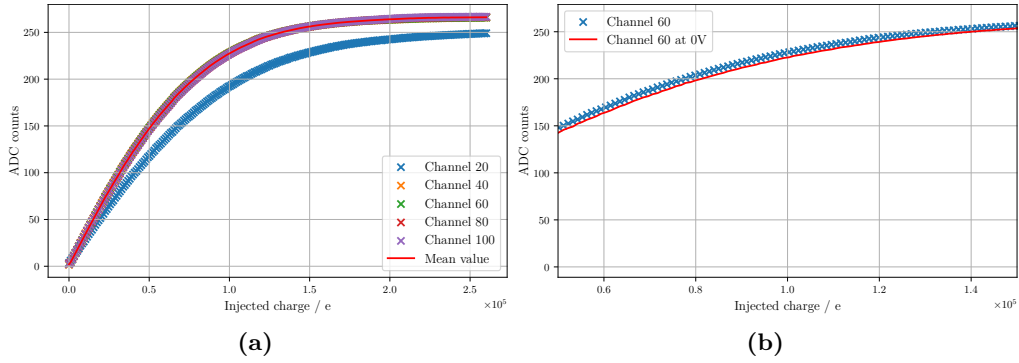 250
200
150
100
50
0
ADC counts
0.0 0.5 1.0 1.5 2.0 2.5
×10⁵
Injected charge / e
Channel 20
Channel 40
Channel 60
Channel 80
Channel 100
Mean value
(a)
250
200
150
100
50
0
ADC counts
0.6 0.8 1.0 1.2 1.4
×10⁵
Injected charge / e
Channel 60
Channel 60 at 0V
(b)